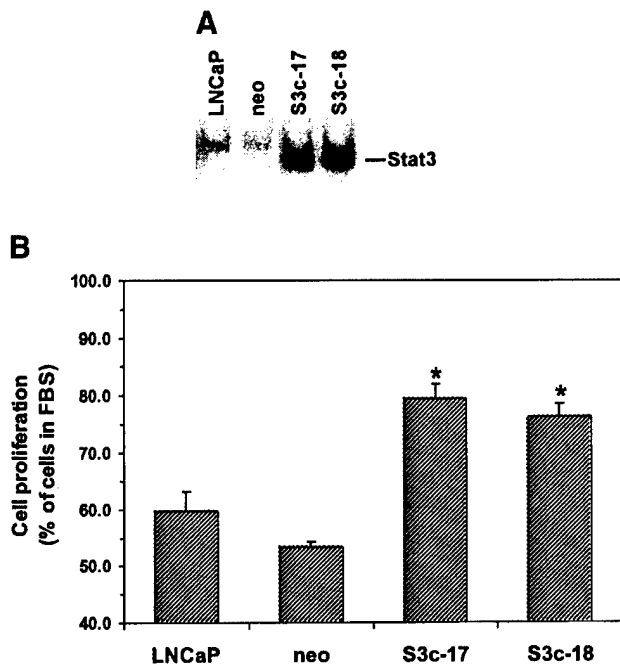 A
LNCaP
neo
S3c-17
S3c-18
Stat3
B
Cell proliferation
(% of cells in FBS)
100.0
90.0
80.0
70.0
60.0
50.0
40.0
*
*
LNCaP neo S3c-17 S3c-18